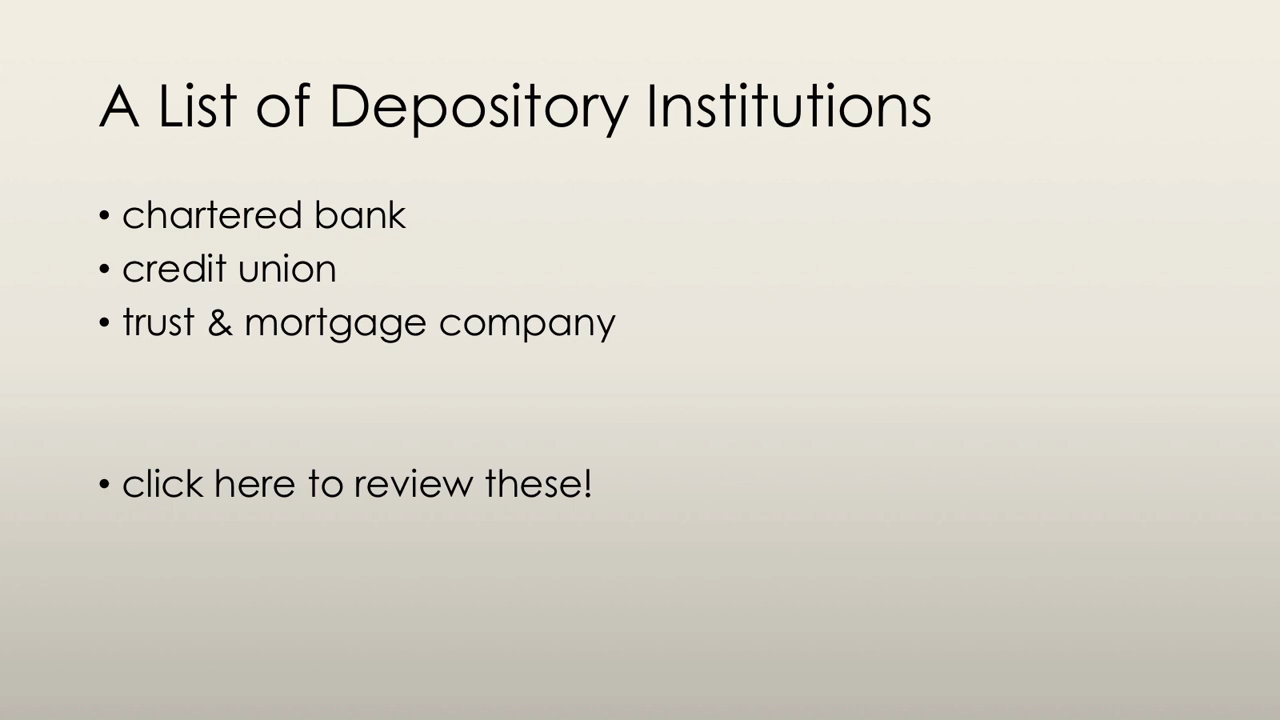 A List of Depository Institutions
• chartered bank
• credit union
• trust & mortgage company
• click here to review these!